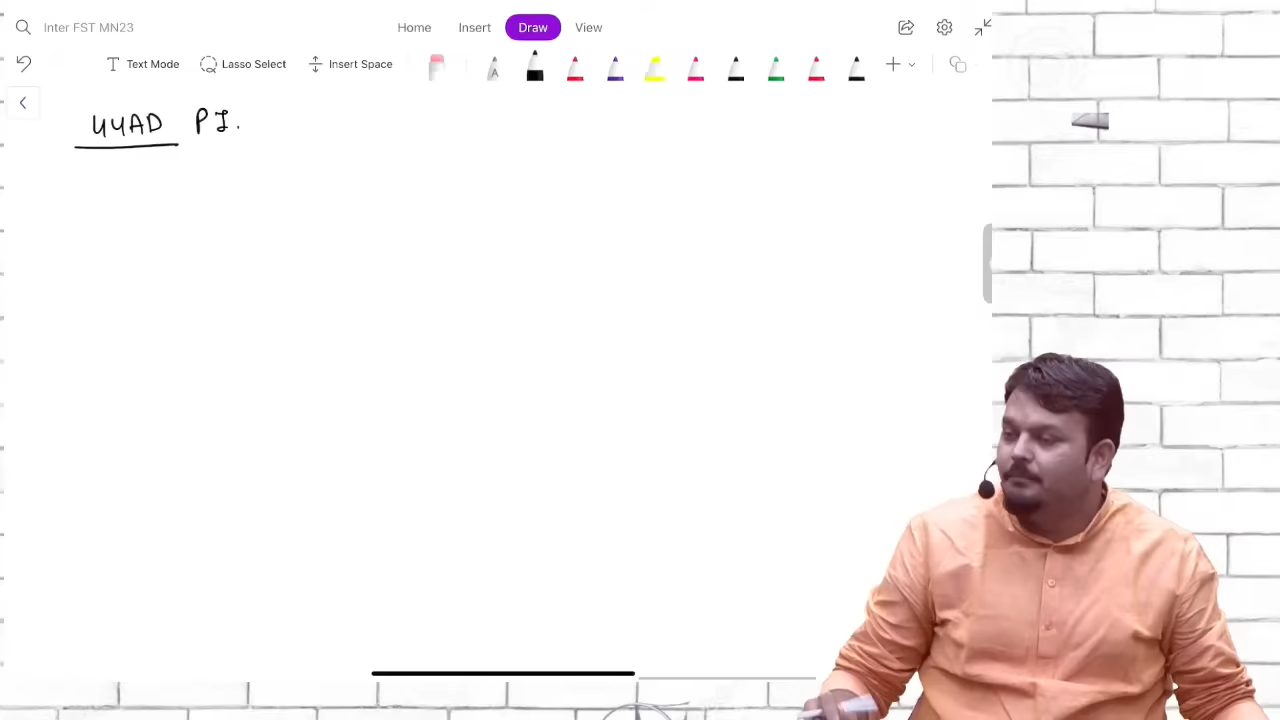 Inter FST MN23
Home Insert Draw View
Text Mode Lasso Select Insert Space
A
44AD PI.